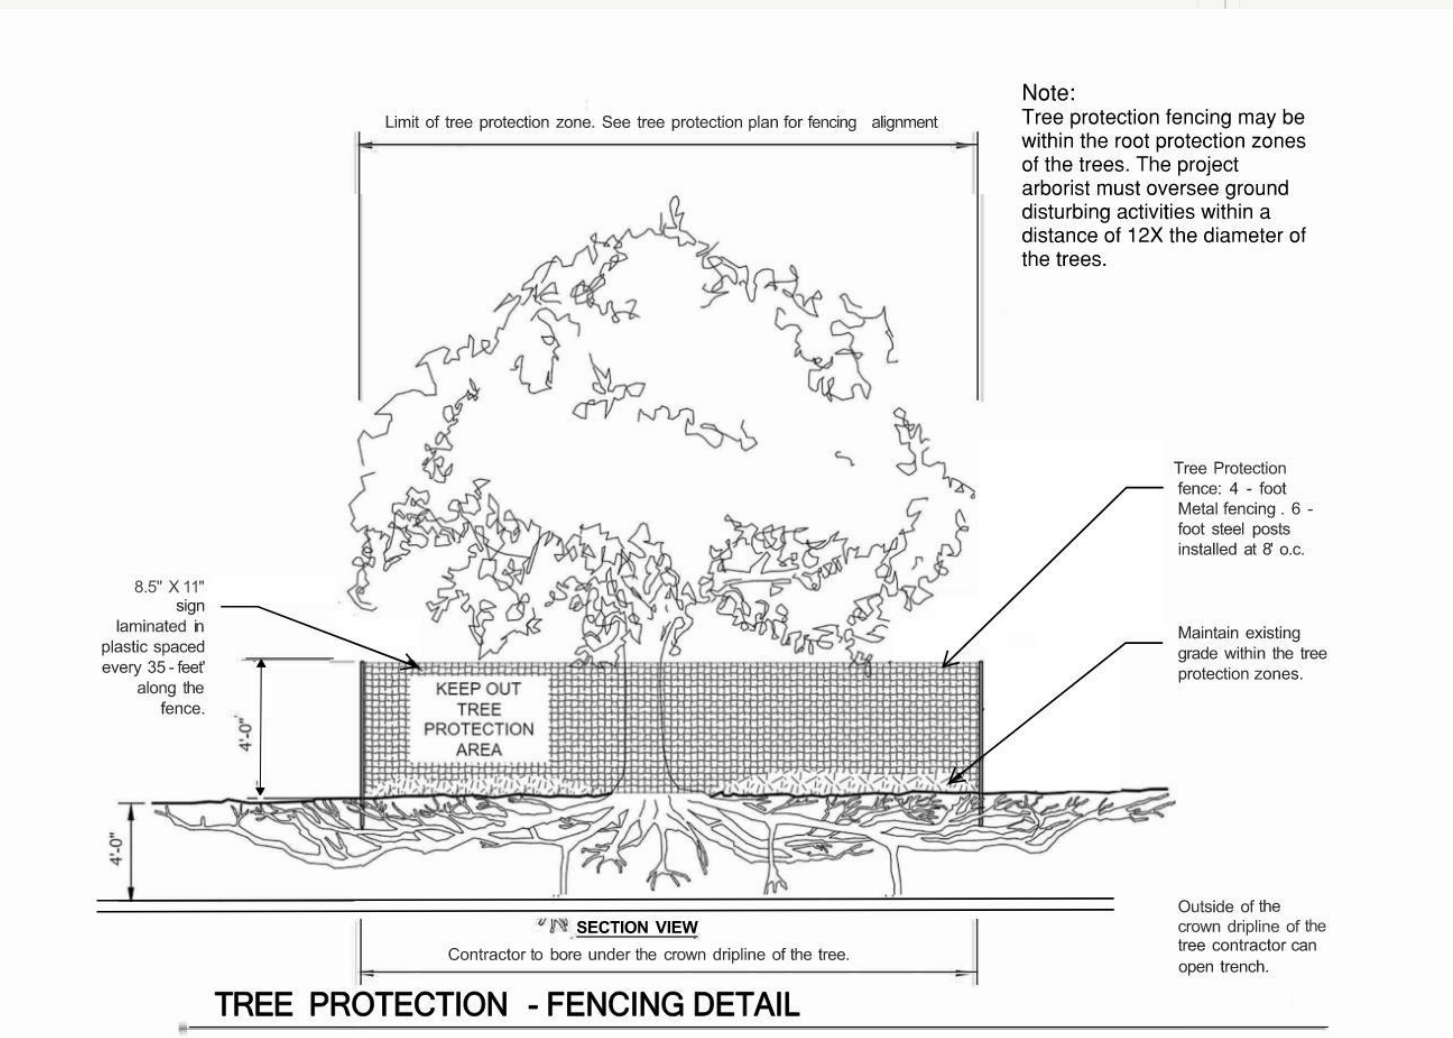 Limit of tree protection zone. See tree protection plan for fencing alignment
Note:
Tree protection fencing may be
within the root protection zones
of the trees. The project
arborist must oversee ground
disturbing activities within a
distance of 12X the diameter of
the trees.
Tree Protection
fence: 4 - foot
Metal fencing . 6 -
foot steel posts
installed at 8' o.c.
8.5" X 11"
sign
laminated in
plastic spaced
every 35 - feet'
along the
fence.
Maintain existing
grade within the tree
protection zones.
KEEP OUT
TREE
PROTECTION
AREA
4'-0"
4'-0"
SECTION VIEW
Contractor to bore under the crown dripline of the tree.
Outside of the
crown dripline of the
tree contractor can
open trench.
TREE PROTECTION - FENCING DETAIL